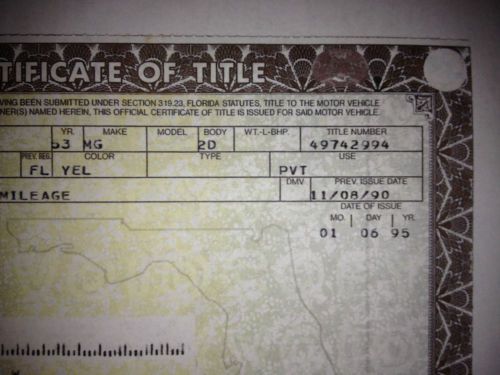 TIFICATE OF TITLE
VING BEEN SUBMITTED UNDER SECTION 319.23, FLORIDA STATUTES, TITLE TO THE MOTOR VEHICLE
NER(S) NAMED HEREIN, THIS OFFICIAL CERTIFICATE OF TITLE IS ISSUED FOR SAID MOTOR VEHICLE.
YR. MAKE MODEL BODY WT.-L-BHP. TITLE NUMBER
53 MG 2D 49742994
PREV. REG. COLOR TYPE USE
FL YEL PVT
DMV PREV. ISSUE DATE
MILEAGE 11/08/90
DATE OF ISSUE
MO. DAY YR.
01 06 95